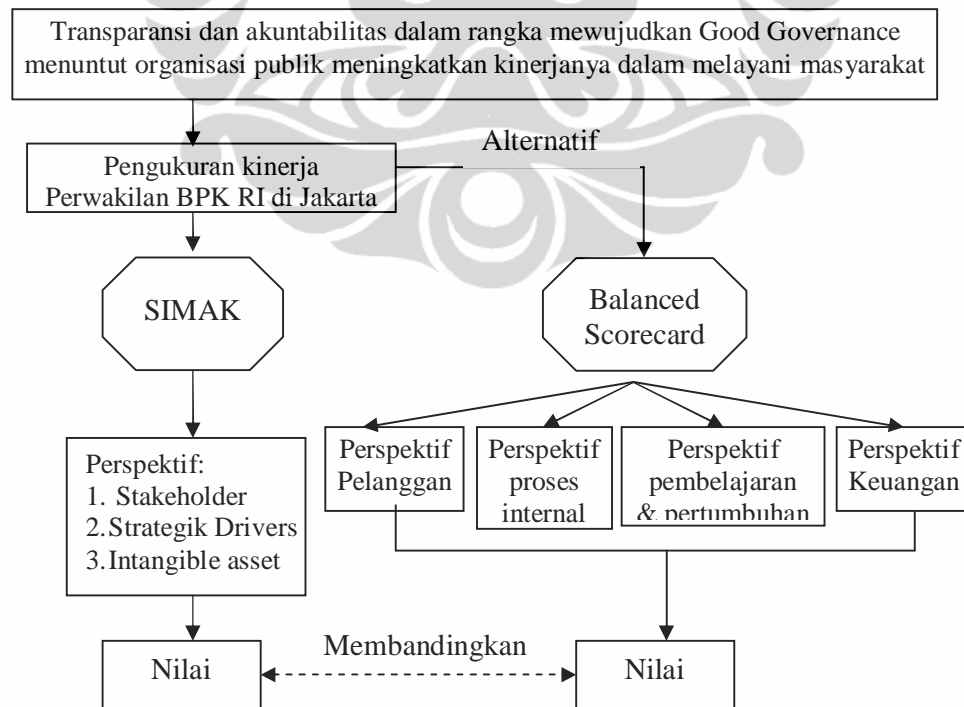 Transparansi dan akuntabilitas dalam rangka mewujudkan Good Governance
menuntut organisasi publik meningkatkan kinerjanya dalam melayani masyarakat
Alternatif
Pengukuran kinerja
Perwakilan BPK RI di Jakarta
SIMAK
Balanced
Scorecard
Perspektif:
1. Stakeholder
2.Strategik Drivers
3.Intangible asset
Perspektif
Pelanggan
Perspektif
proses
internal
Perspektif
pembelajaran
& pertumbuhan
Perspektif
Keuangan
Nilai
Membandingkan
Nilai